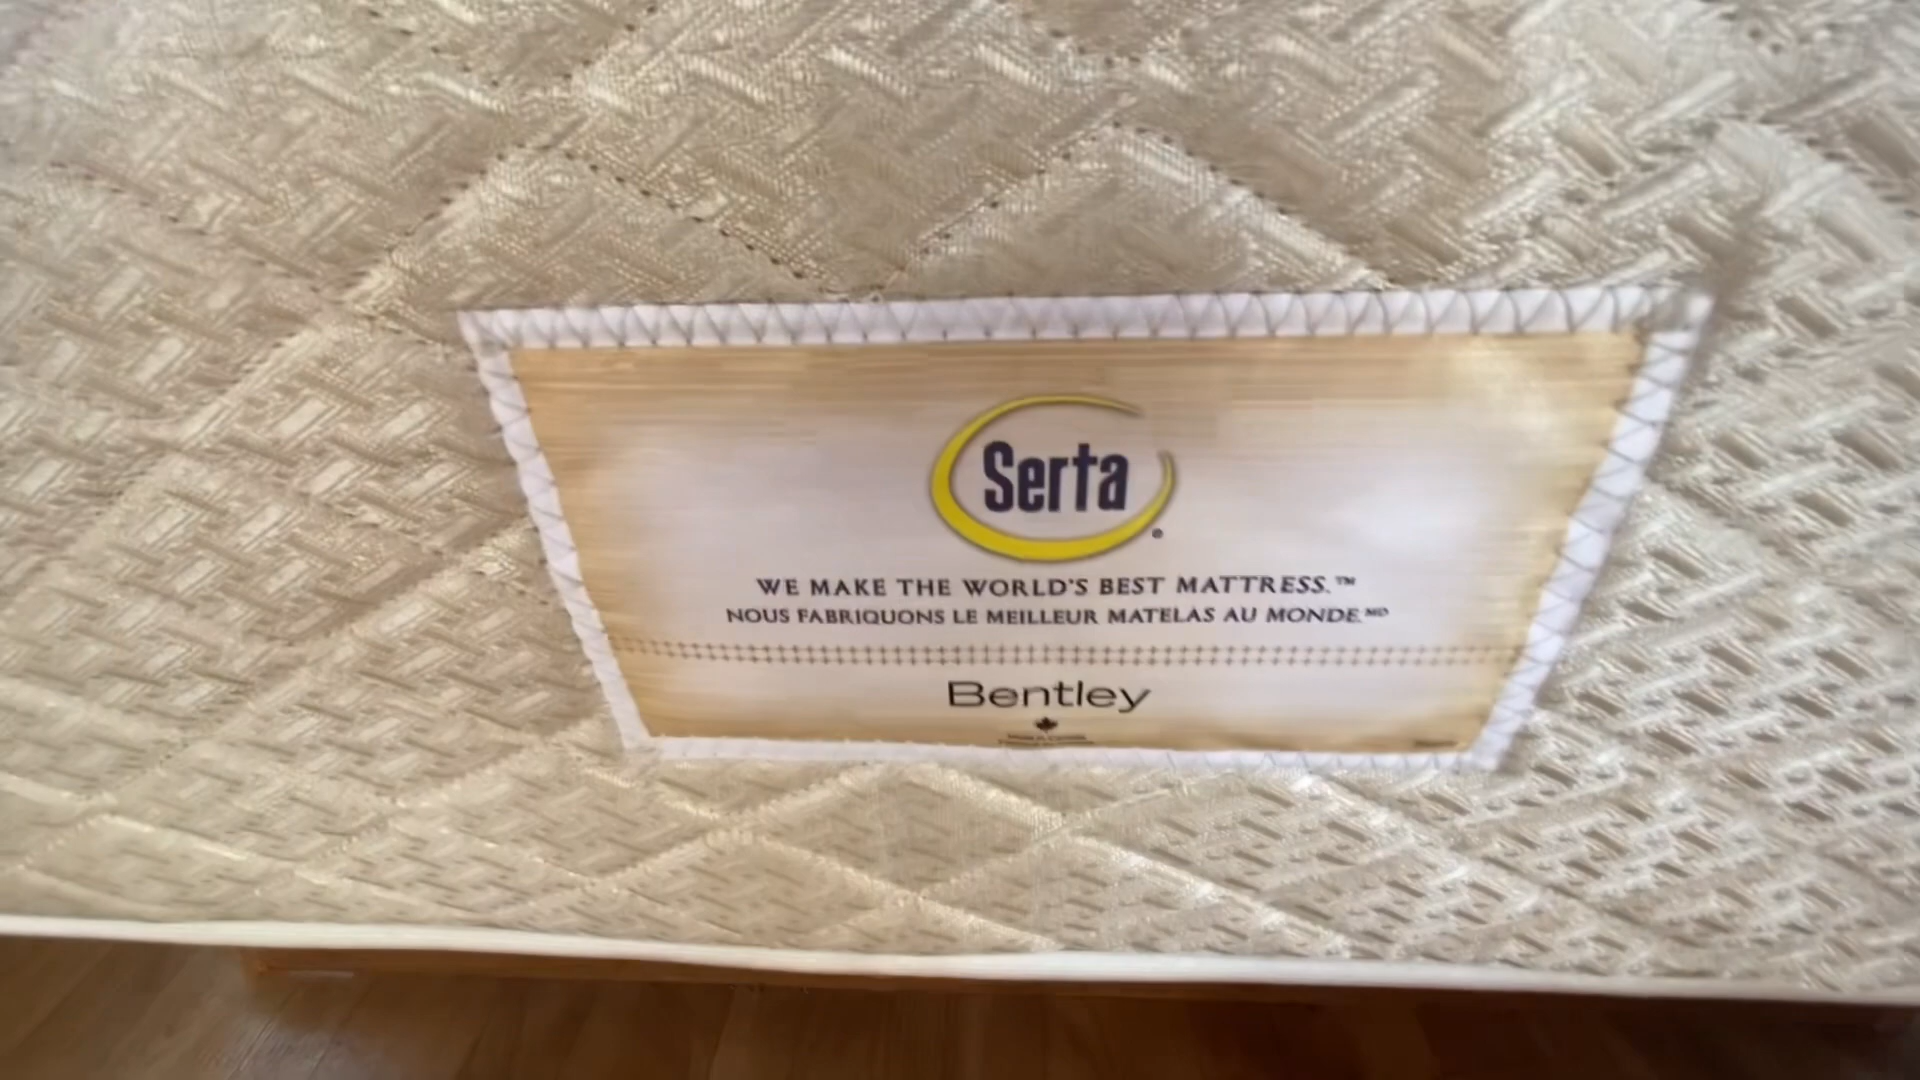 Serta®
WE MAKE THE WORLD'S BEST MATTRESS.™
NOUS FABRIQUONS LE MEILLEUR MATELAS AU MONDE.MD
Bentley